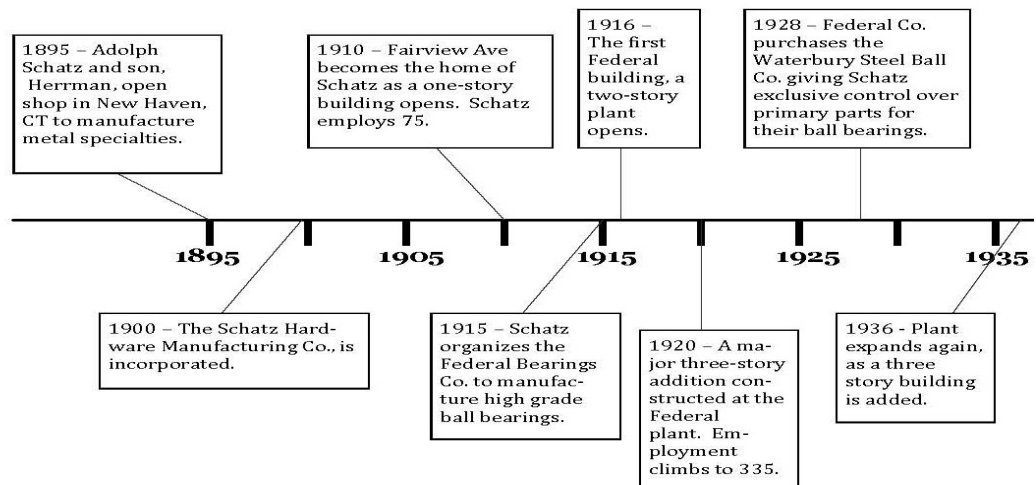 1895 – Adolph
Schatz and son,
Herrman, open
shop in New Haven,
CT to manufacture
metal specialties.
1910 – Fairview Ave
becomes the home of
Schatz as a one-story
building opens.  Schatz
employs 75.
1916 –
The first
Federal
building, a
two-story
plant
opens.
1928 – Federal Co.
purchases the
Waterbury Steel Ball
Co. giving Schatz
exclusive control over
primary parts for
their ball bearings.
1895
1905
1915
1925
1935
1900 – The Schatz Hard-
ware Manufacturing Co., is
incorporated.
1915 – Schatz
organizes the
Federal Bearings
Co. to manufac-
ture high grade
ball bearings.
1920 – A ma-
jor three-story
addition con-
structed at the
Federal
plant.  Em-
ployment
climbs to 335.
1936 - Plant
expands again,
as a three
story building
is added.